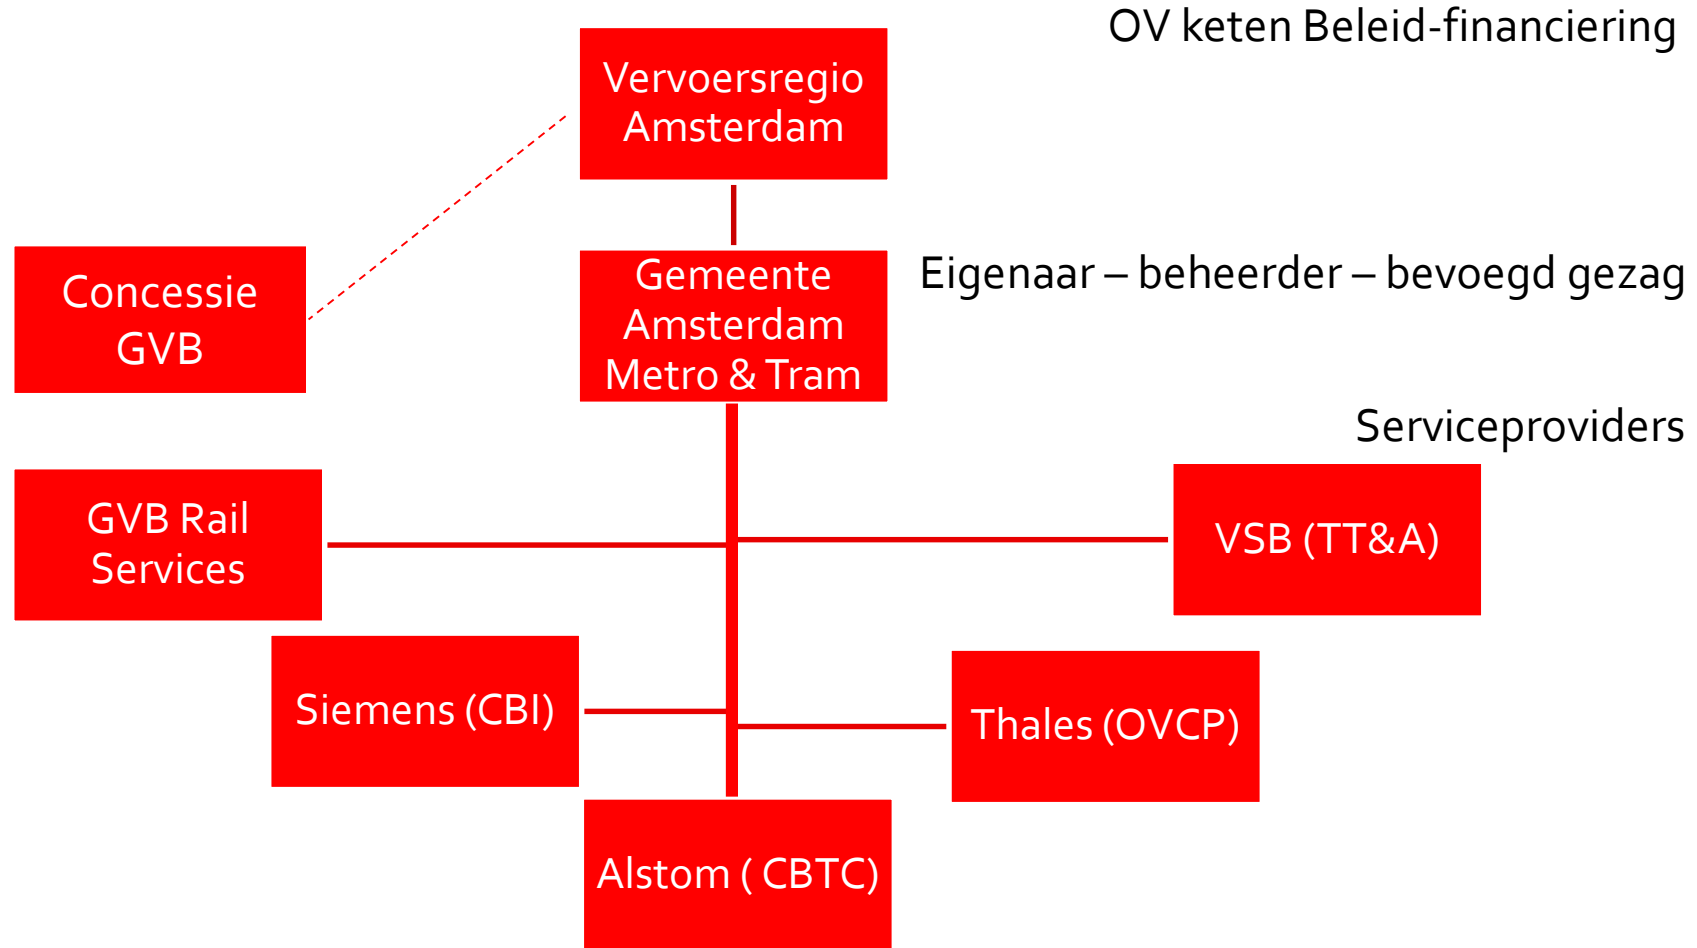 OV keten Beleid-financiering
Vervoersregio
Amsterdam
Concessie
GVB
Gemeente
Amsterdam
Metro & Tram
Eigenaar – beheerder – bevoegd gezag
Serviceproviders
GVB Rail
Services
VSB (TT&A)
Siemens (CBI)
Thales (OVCP)
Alstom ( CBTC)